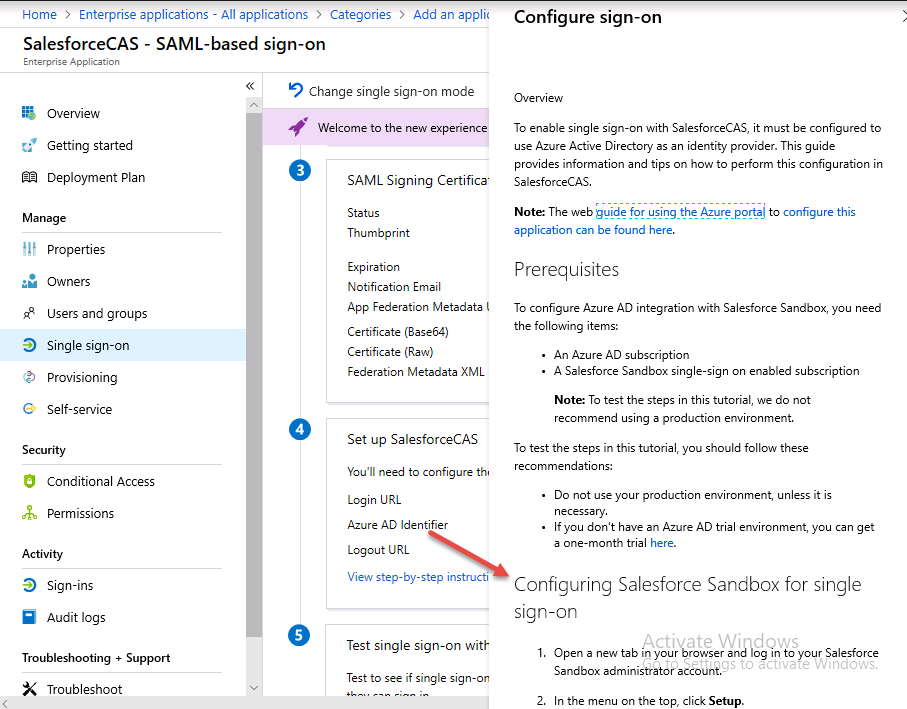 Home > Enterprise applications - All applications > Categories > Add an applic
SalesforceCAS - SAML-based sign-on
Enterprise Application
Overview
Getting started
Deployment Plan
Manage
Properties
Owners
Users and groups
Single sign-on
Provisioning
Self-service
Security
Conditional Access
Permissions
Activity
Sign-ins
Audit logs
Troubleshooting + Support
Troubleshoot
Change single sign-on mode
Welcome to the new experience
3
SAML Signing Certificat
Status
Thumbprint
Expiration
Notification Email
App Federation Metadata U
Certificate (Base64)
Certificate (Raw)
Federation Metadata XML
4
Set up SalesforceCAS
You'll need to configure the
Login URL
Azure AD Identifier
Logout URL
View step-by-step instructi
5
Test single sign-on with
Test to see if single sign-on
they can sign in
Configure sign-on
Overview
To enable single sign-on with SalesforceCAS, it must be configured to
use Azure Active Directory as an identity provider. This guide
provides information and tips on how to perform this configuration in
SalesforceCAS.
Note: The web guide for using the Azure portal to configure this
application can be found here.
Prerequisites
To configure Azure AD integration with Salesforce Sandbox, you need
the following items:
• An Azure AD subscription
• A Salesforce Sandbox single-sign on enabled subscription
Note: To test the steps in this tutorial, we do not
recommend using a production environment.
To test the steps in this tutorial, you should follow these
recommendations:
• Do not use your production environment, unless it is
necessary.
• If you don't have an Azure AD trial environment, you can get
a one-month trial here.
Configuring Salesforce Sandbox for single
sign-on
1. Open a new tab in your browser and log in to your Salesforce
Sandbox administrator account.
2. In the menu on the top, click Setup.
Activate Windows
Go to Settings to activate Windows.